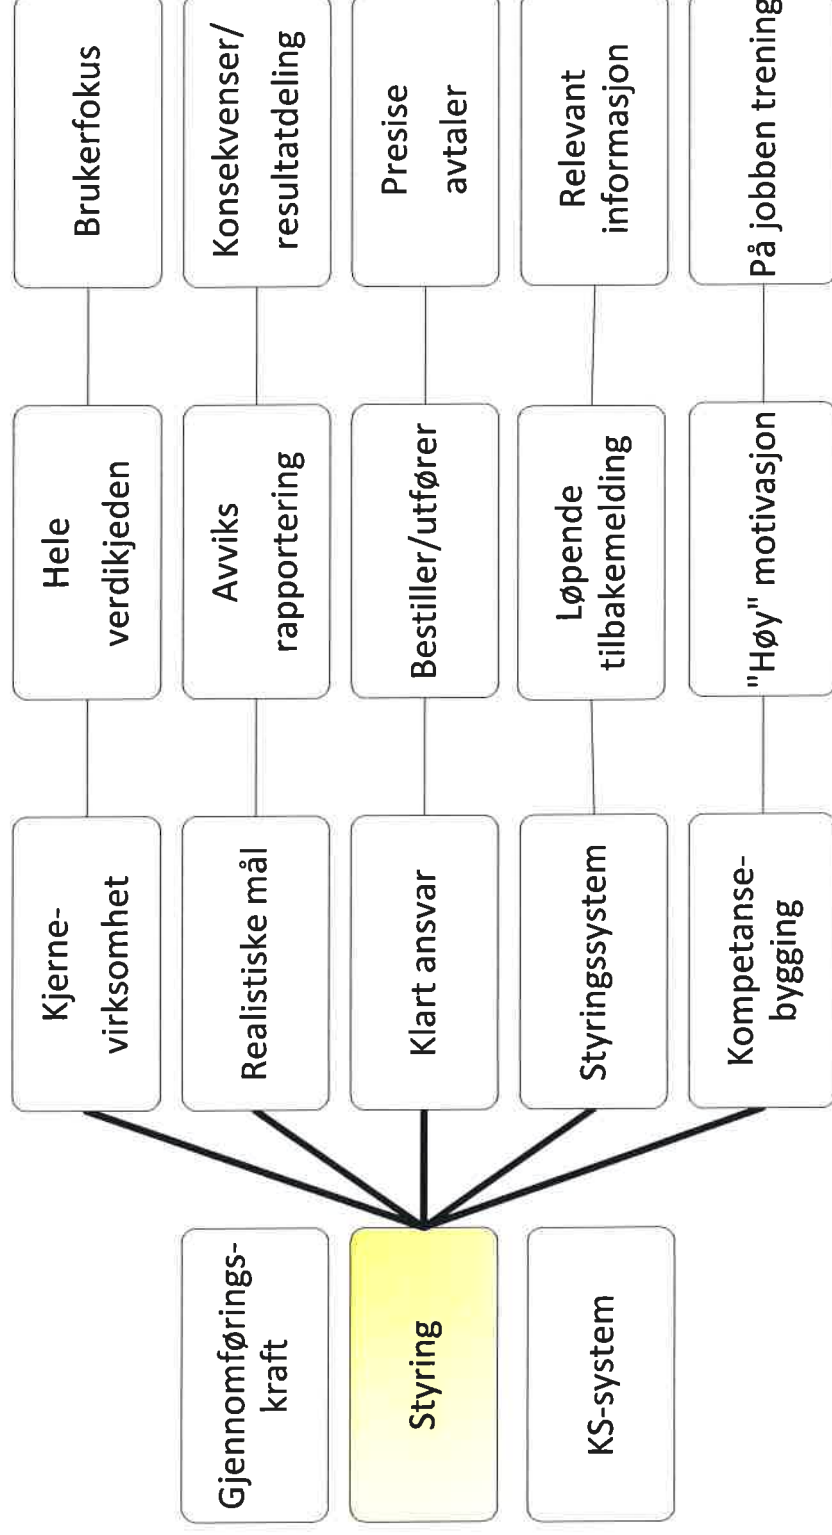 Gjennomførings-
kraft
Styring
KS-system
Kjerne-
virksomhet
Realistiske mål
Klart ansvar
Styringssystem
Kompetanse-
bygging
Hele
verdikjeden
Avviks
rapportering
Bestiller/utfører
Løpende
tilbakemelding
"Høy" motivasjon
Brukerfokus
Konsekvenser/
resultatdeling
Presise
avtaler
Relevant
informasjon
På jobben trening